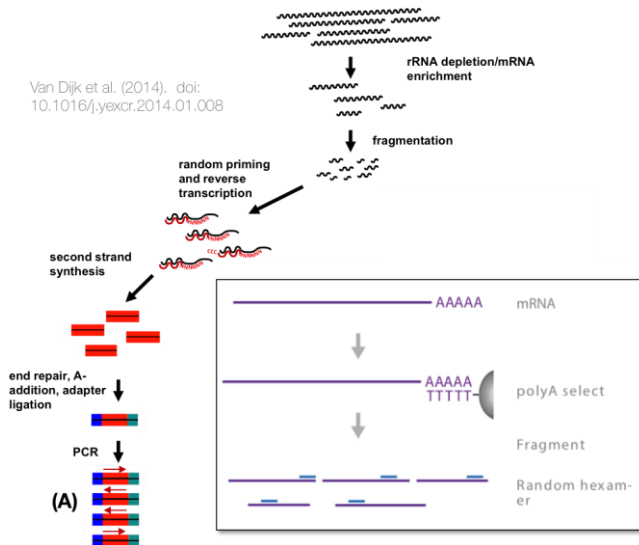 rRNA depletion/mRNA
enrichment
Van Dijk et al. (2014). doi:
10.1016/j.yexcr.2014.01.008
fragmentation
random priming
and reverse
transcription
second strand
synthesis
AAAAA
mRNA
AAAAA
TTTTT
polyA select
end repair, A-
addition, adapter
ligation
Fragment
PCR
Random hexam-
er
(A)